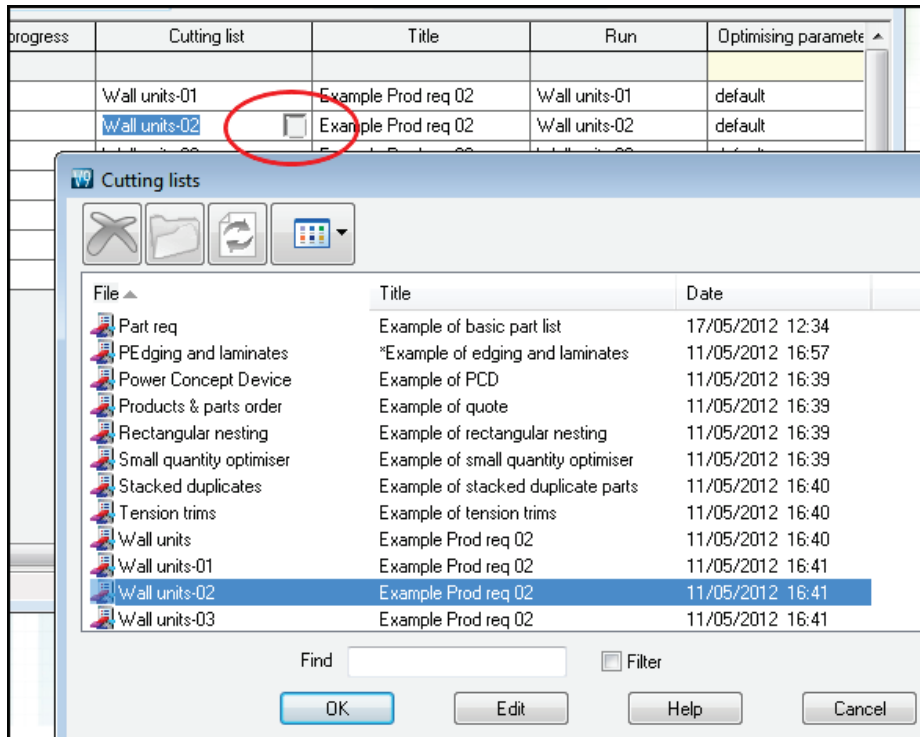 progress Cutting list Title Run Optimising paramete
Wall units-01 Example Prod req 02 Wall units-01 default
Wall units-02 Example Prod req 02 Wall units-02 default
V9 Cutting lists
File Title Date
Part req Example of basic part list 17/05/2012 12:34
PEdging and laminates *Example of edging and laminates 11/05/2012 16:57
Power Concept Device Example of PCD 11/05/2012 16:39
Products & parts order Example of quote 11/05/2012 16:39
Rectangular nesting Example of rectangular nesting 11/05/2012 16:39
Small quantity optimiser Example of small quantity optimiser 11/05/2012 16:39
Stacked duplicates Example of stacked duplicate parts 11/05/2012 16:40
Tension trims Example of tension trims 11/05/2012 16:40
Wall units Example Prod req 02 11/05/2012 16:40
Wall units-01 Example Prod req 02 11/05/2012 16:41
Wall units-02 Example Prod req 02 11/05/2012 16:41
Wall units-03 Example Prod req 02 11/05/2012 16:41
Find Filter
OK Edit Help Cancel